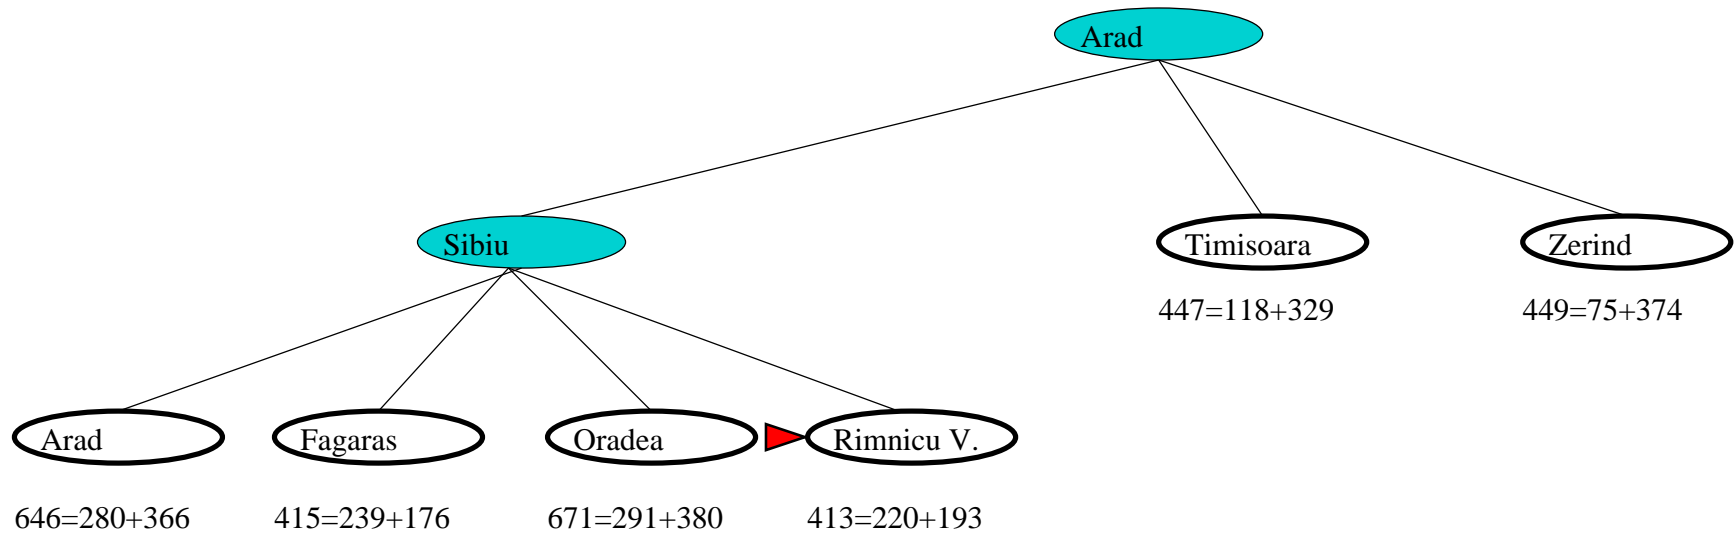 Arad
Sibiu
Timisoara
Zerind
447=118+329
449=75+374
Arad
Fagaras
Oradea
Rimnicu V.
646=280+366
415=239+176
671=291+380
413=220+193